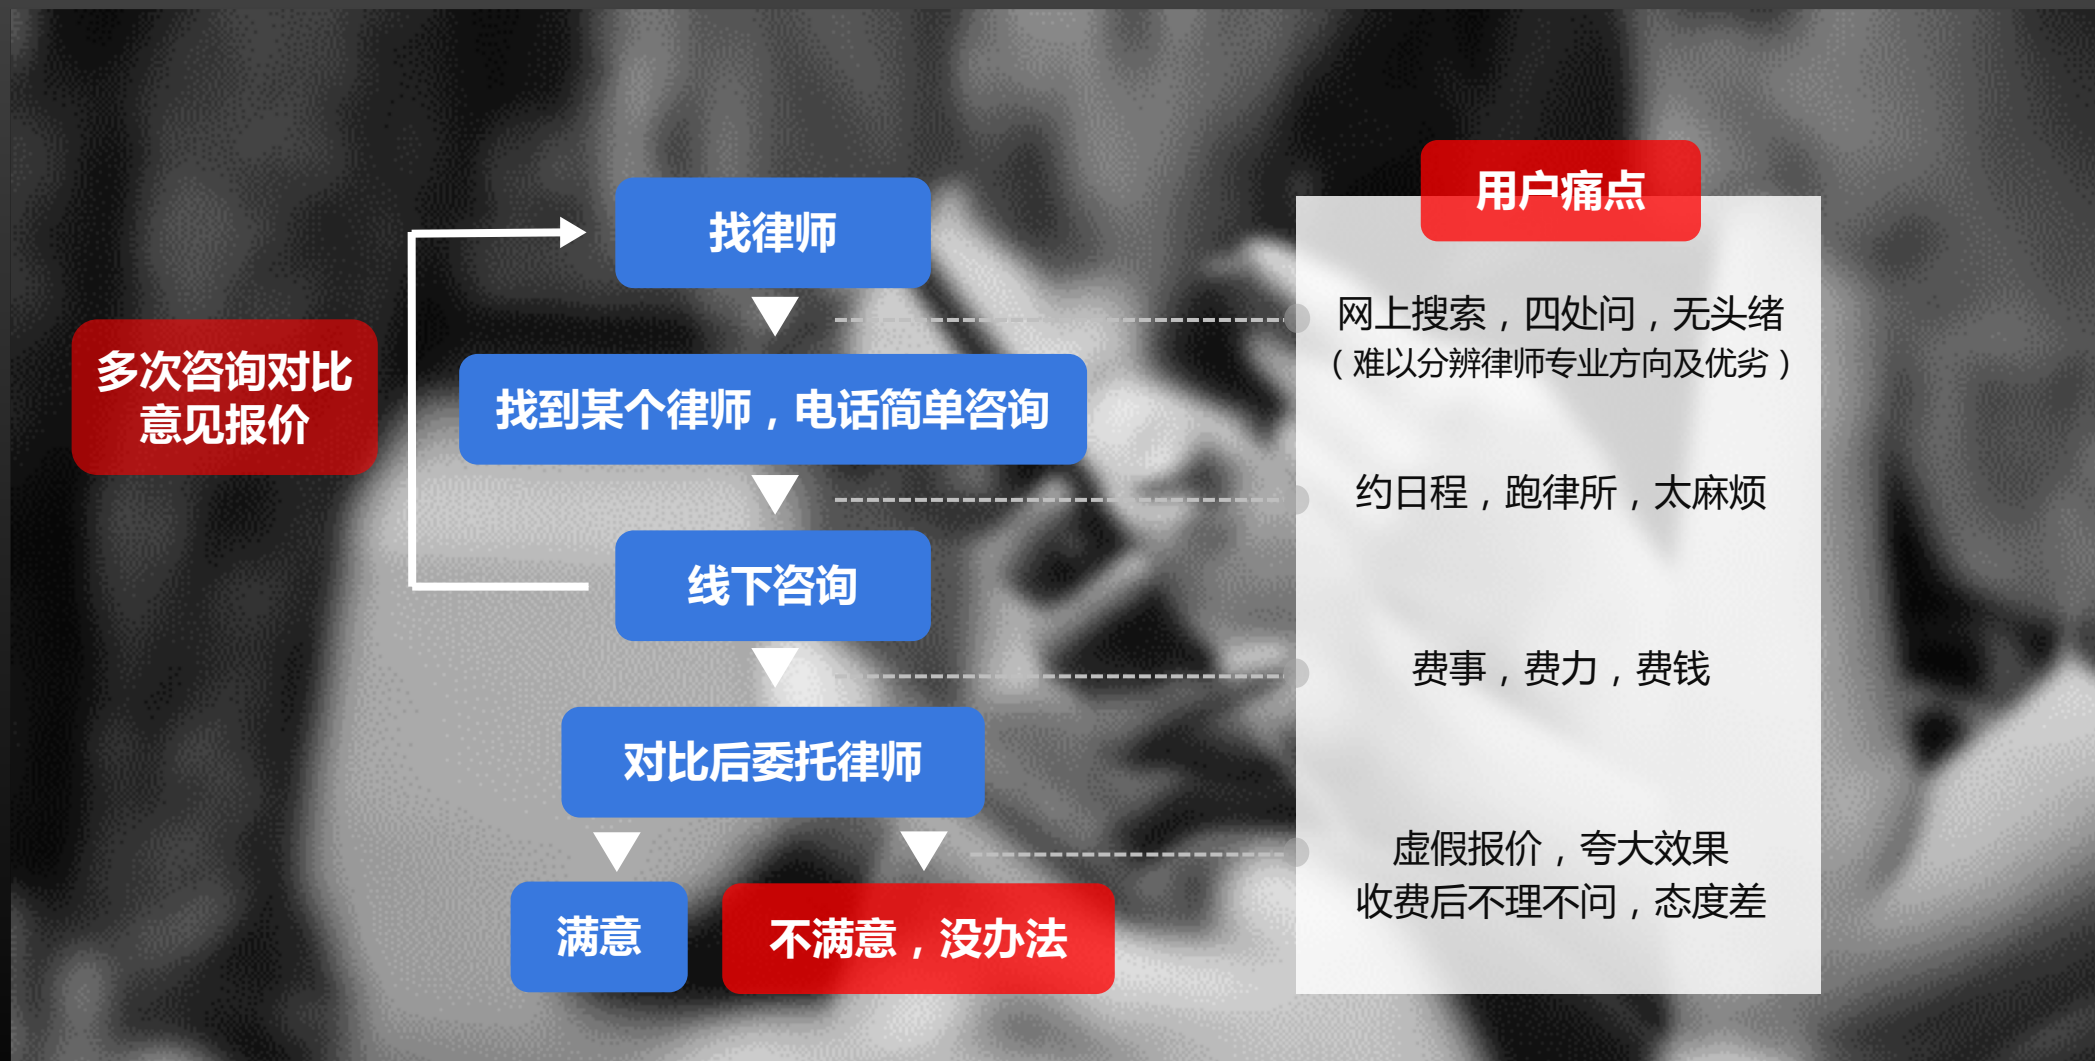 找律师
多次咨询对比
意见报价
找到某个律师，电话简单咨询
线下咨询
对比后委托律师
满意
不满意，没办法
用户痛点
网上搜索，四处问，无头绪
（难以分辨律师专业方向及优劣）
约日程，跑律所，太麻烦
费事，费力，费钱
虚假报价，夸大效果
收费后不理不问，态度差